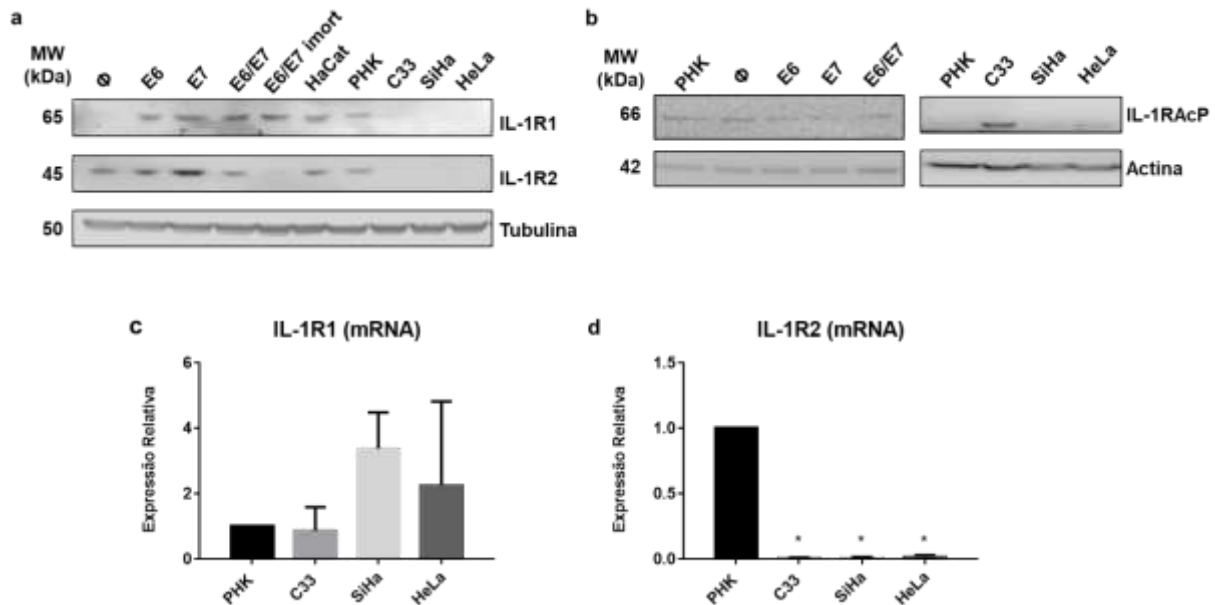 a
MW
(kDa)
Φ E6 E7 E6/E7 E6/E7 imort HaCat PHK C33 SiHa HeLa
65 IL-1R1
45 IL-1R2
50 Tubulina
b
MW
(kDa)
PHK Φ E6 E7 E6/E7 PHK C33 SiHa HeLa
66 IL-1RAcP
42 Actina
c IL-1R1 (mRNA)
Expressão Relativa
6
4
2
0
PHK C33 SiHa HeLa
d IL-1R2 (mRNA)
Expressão Relativa
1.5
1.0
0.5
0.0
* * *
PHK C33 SiHa HeLa